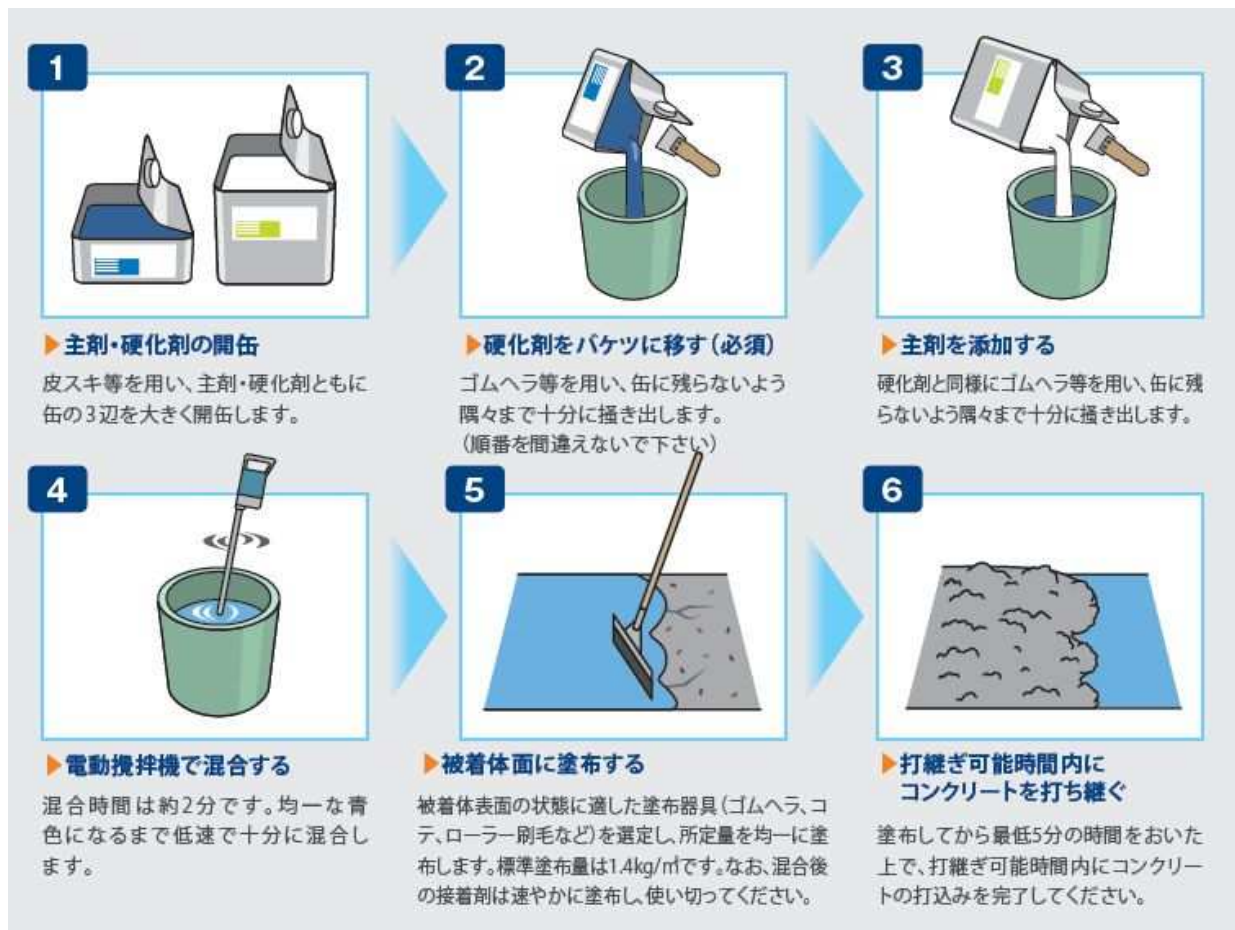 1
▶主剤・硬化剤の開缶
皮スキ等を用い、主剤・硬化剤ともに
缶の3辺を大きく開缶します。
2
▶硬化剤をバケツに移す(必須)
ゴムヘラ等を用い、缶に残らないよう
隅々まで十分に掻き出します。
(順番を間違えないで下さい)
3
▶主剤を添加する
硬化剤と同様にゴムヘラ等を用い、缶に残
らないよう隅々まで十分に掻き出します。
4
▶電動攪拌機で混合する
混合時間は約2分です。均一な青
色になるまで低速で十分に混合し
ます。
5
▶被着体面に塗布する
被着体表面の状態に適した塗布器具(ゴムヘラ、コ
テ、ローラー刷毛など)を選定し、所定量を均一に塗
布します。標準塗布量は1.4kg/㎡です。なお、混合後
の接着剤は速やかに塗布し、使い切ってください。
6
▶打継ぎ可能時間内に
コンクリートを打ち継ぐ
塗布してから最低5分の時間をおいた
上で、打継ぎ可能時間内にコンクリー
トの打込みを完了してください。